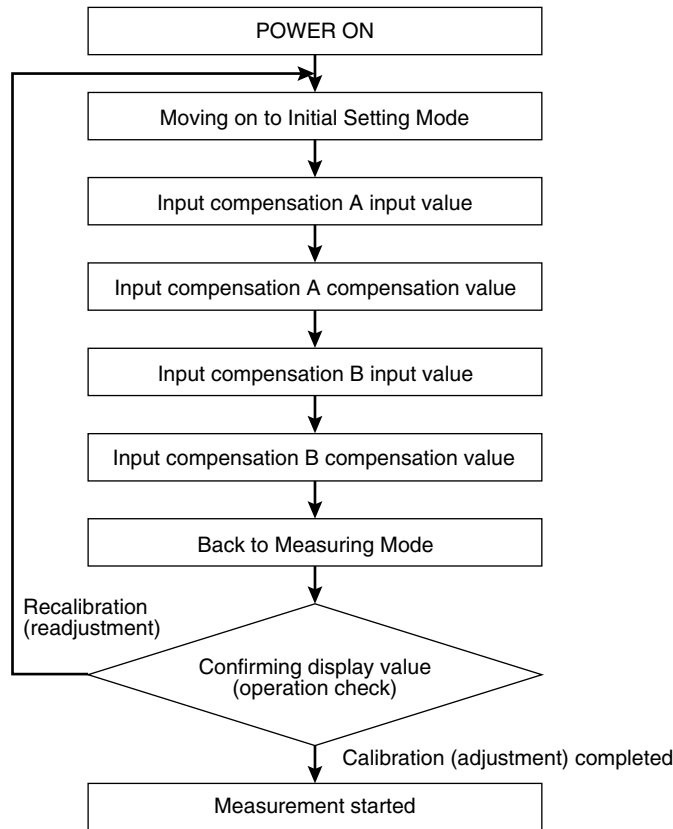 POWER ON
Moving on to Initial Setting Mode
Input compensation A input value
Input compensation A compensation value
Input compensation B input value
Input compensation B compensation value
Back to Measuring Mode
Recalibration
(readjustment)
Confirming display value
(operation check)
Calibration (adjustment) completed
Measurement started